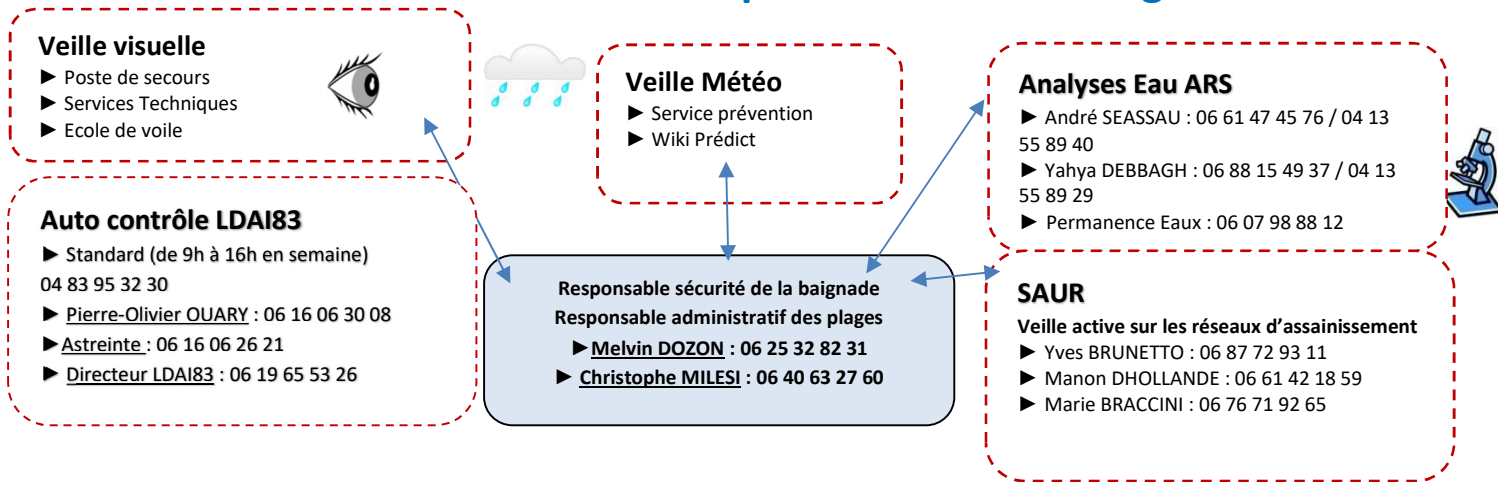 Veille visuelle
► Poste de secours
► Services Techniques
► Ecole de voile
Veille Météo
► Service prévention
► Wiki Prédict
Analyses Eau ARS
► André SEASSAU : 06 61 47 45 76 / 04 13
55 89 40
► Yahya DEBBAGH : 06 88 15 49 37 / 04 13
55 89 29
► Permanence Eaux : 06 07 98 88 12
Auto contrôle LDAI83
► Standard (de 9h à 16h en semaine)
04 83 95 32 30
► Pierre-Olivier OUARY : 06 16 06 30 08
►Astreinte : 06 16 06 26 21
► Directeur LDAI83 : 06 19 65 53 26
Responsable sécurité de la baignade
Responsable administratif des plages
►Melvin DOZON : 06 25 32 82 31
► Christophe MILESI : 06 40 63 27 60
SAUR
Veille active sur les réseaux d’assainissement
► Yves BRUNETTO : 06 87 72 93 11
► Manon DHOLLANDE : 06 61 42 18 59
► Marie BRACCINI : 06 76 71 92 65